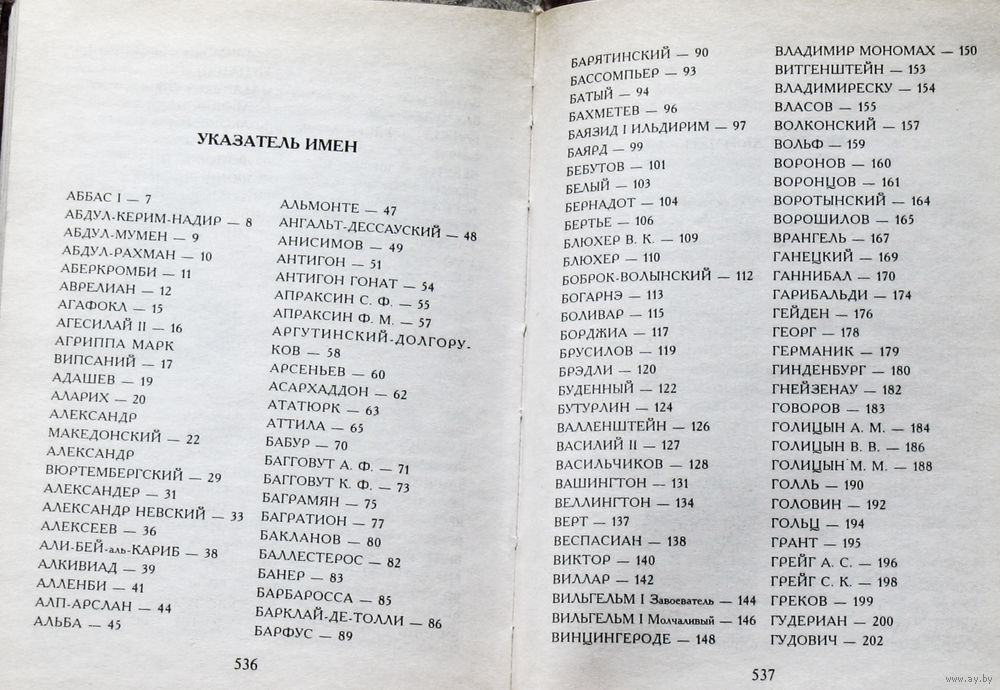 УКАЗАТЕЛЬ ИМЕН
АББАС I — 7
АБДУЛ-КЕРИМ-НАДИР — 8
АБДУЛ-МУМЕН — 9
АБДУЛ-РАХМАН — 10
АБЕРКРОМБИ — 11
АВРЕЛИАН — 12
АГАФОКЛ — 15
АГЕСИЛАЙ II — 16
АГРИППА МАРК
ВИПСАНИЙ — 17
АДАШЕВ — 19
АЛАРИХ — 20
АЛЕКСАНДР
МАКЕДОНСКИЙ — 22
АЛЕКСАНДР
ВЮРТЕМБЕРГСКИЙ — 29
АЛЕКСАНДЕР — 31
АЛЕКСАНДР НЕВСКИЙ — 33
АЛЕКСЕЕВ — 36
АЛИ-БЕЙ-аль-КАРИБ — 38
АЛКИВИАД — 39
АЛЛЕНБИ — 41
АЛП-АРСЛАН — 44
АЛЬБА — 45
АЛЬМОНТЕ — 47
АНГАЛЬТ-ДЕССАУСКИЙ — 48
АНИСИМОВ — 49
АНТИГОН — 51
АНТИГОН ГОНАТ — 54
АПРАКСИН С. Ф. — 55
АПРАКСИН Ф. М. — 57
АРГУТИНСКИЙ-ДОЛГОРУ-
КОВ — 58
АРСЕНЬЕВ — 60
АСАРХАДДОН — 62
АТАТЮРК — 63
АТТИЛА — 65
БАБУР — 70
БАГГОВУТ А. Ф. — 71
БАГГОВУТ К. Ф. — 73
БАГРАМЯН — 75
БАГРАТИОН — 77
БАКЛАНОВ — 80
БАЛЛЕСТЕРОС — 82
БАНЕР — 83
БАРБАРОССА — 85
БАРКЛАЙ-ДЕ-ТОЛЛИ — 86
БАРФУС — 89
536
БАРЯТИНСКИЙ — 90
БАССОМПЬЕР — 93
БАТЫЙ — 94
БАХМЕТЕВ — 96
БАЯЗИД I ИЛЬДИРИМ — 97
БАЯРД — 99
БЕБУТОВ — 101
БЕЛЫЙ — 103
БЕРНАДОТ — 104
БЕРТЬЕ — 106
БЛЮХЕР В. К. — 109
БЛЮХЕР — 110
БОБРОК-ВОЛЫНСКИЙ — 112
БОГАРНЭ — 113
БОЛИВАР — 115
БОРДЖИА — 117
БРУСИЛОВ — 119
БРЭДЛИ — 120
БУДЕННЫЙ — 122
БУТУРЛИН — 124
ВАЛЛЕНШТЕЙН — 126
ВАСИЛИЙ II — 127
ВАСИЛЬЧИКОВ — 128
ВАШИНГТОН — 131
ВЕЛЛИНГТОН — 134
ВЕРТ — 137
ВЕСПАСИАН — 138
ВИКТОР — 140
ВИЛЛАР — 142
ВИЛЬГЕЛЬМ I Завоеватель — 144
ВИЛЬГЕЛЬМ I Молчаливый — 146
ВИНЦИНГЕРОДЕ — 148
ВЛАДИМИР МОНОМАХ — 150
ВИТГЕНШТЕЙН — 153
ВЛАДИМИРЕСКУ — 154
ВЛАСОВ — 155
ВОЛКОНСКИЙ — 157
ВОЛЬФ — 159
ВОРОНОВ — 160
ВОРОНЦОВ — 161
ВОРОТЫНСКИЙ — 164
ВОРОШИЛОВ — 165
ВРАНГЕЛЬ — 167
ГАНЕЦКИЙ — 169
ГАННИБАЛ — 170
ГАРИБАЛЬДИ — 174
ГЕЙДЕН — 176
ГЕОРГ — 178
ГЕРМАНИК — 179
ГИНДЕНБУРГ — 180
ГНЕЙЗЕНАУ — 182
ГОВОРОВ — 183
ГОЛИЦЫН А. М. — 184
ГОЛИЦЫН В. В. — 186
ГОЛИЦЫН М. М. — 188
ГОЛЛЬ — 190
ГОЛОВИН — 192
ГОЛЬЦ — 194
ГРАНТ — 195
ГРЕЙГ А. С. — 196
ГРЕЙГ С. К. — 198
ГРЕКОВ — 199
ГУДЕРИАН — 200
ГУДОВИЧ — 202
537
www.ay.by